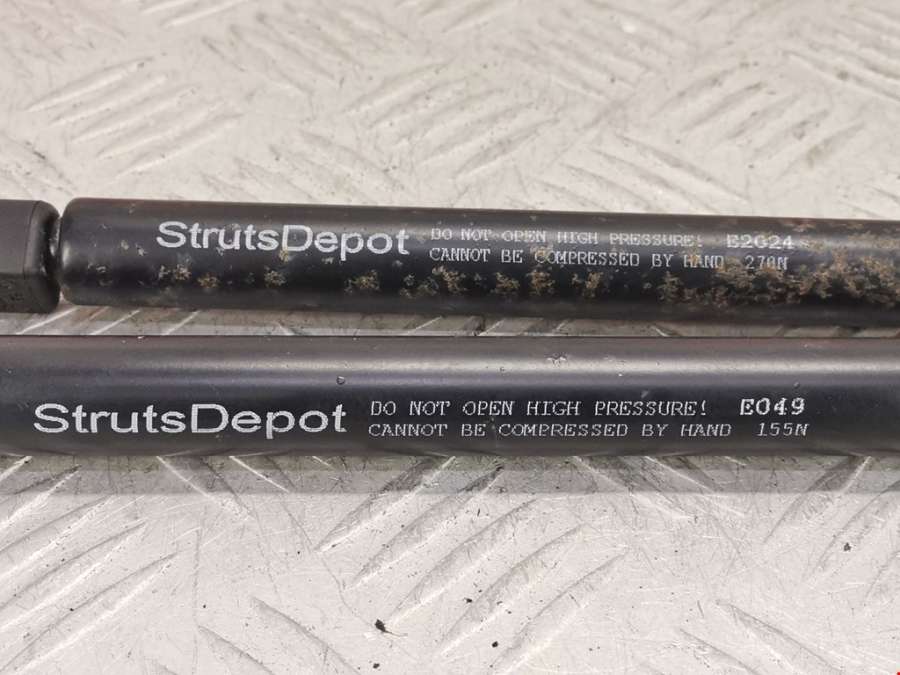 StrutsDepot DO NOT OPEN HIGH PRESSURE! E2024
CANNOT BE COMPRESSED BY HAND 270N
StrutsDepot DO NOT OPEN HIGH PRESSURE! E049
CANNOT BE COMPRESSED BY HAND 155N